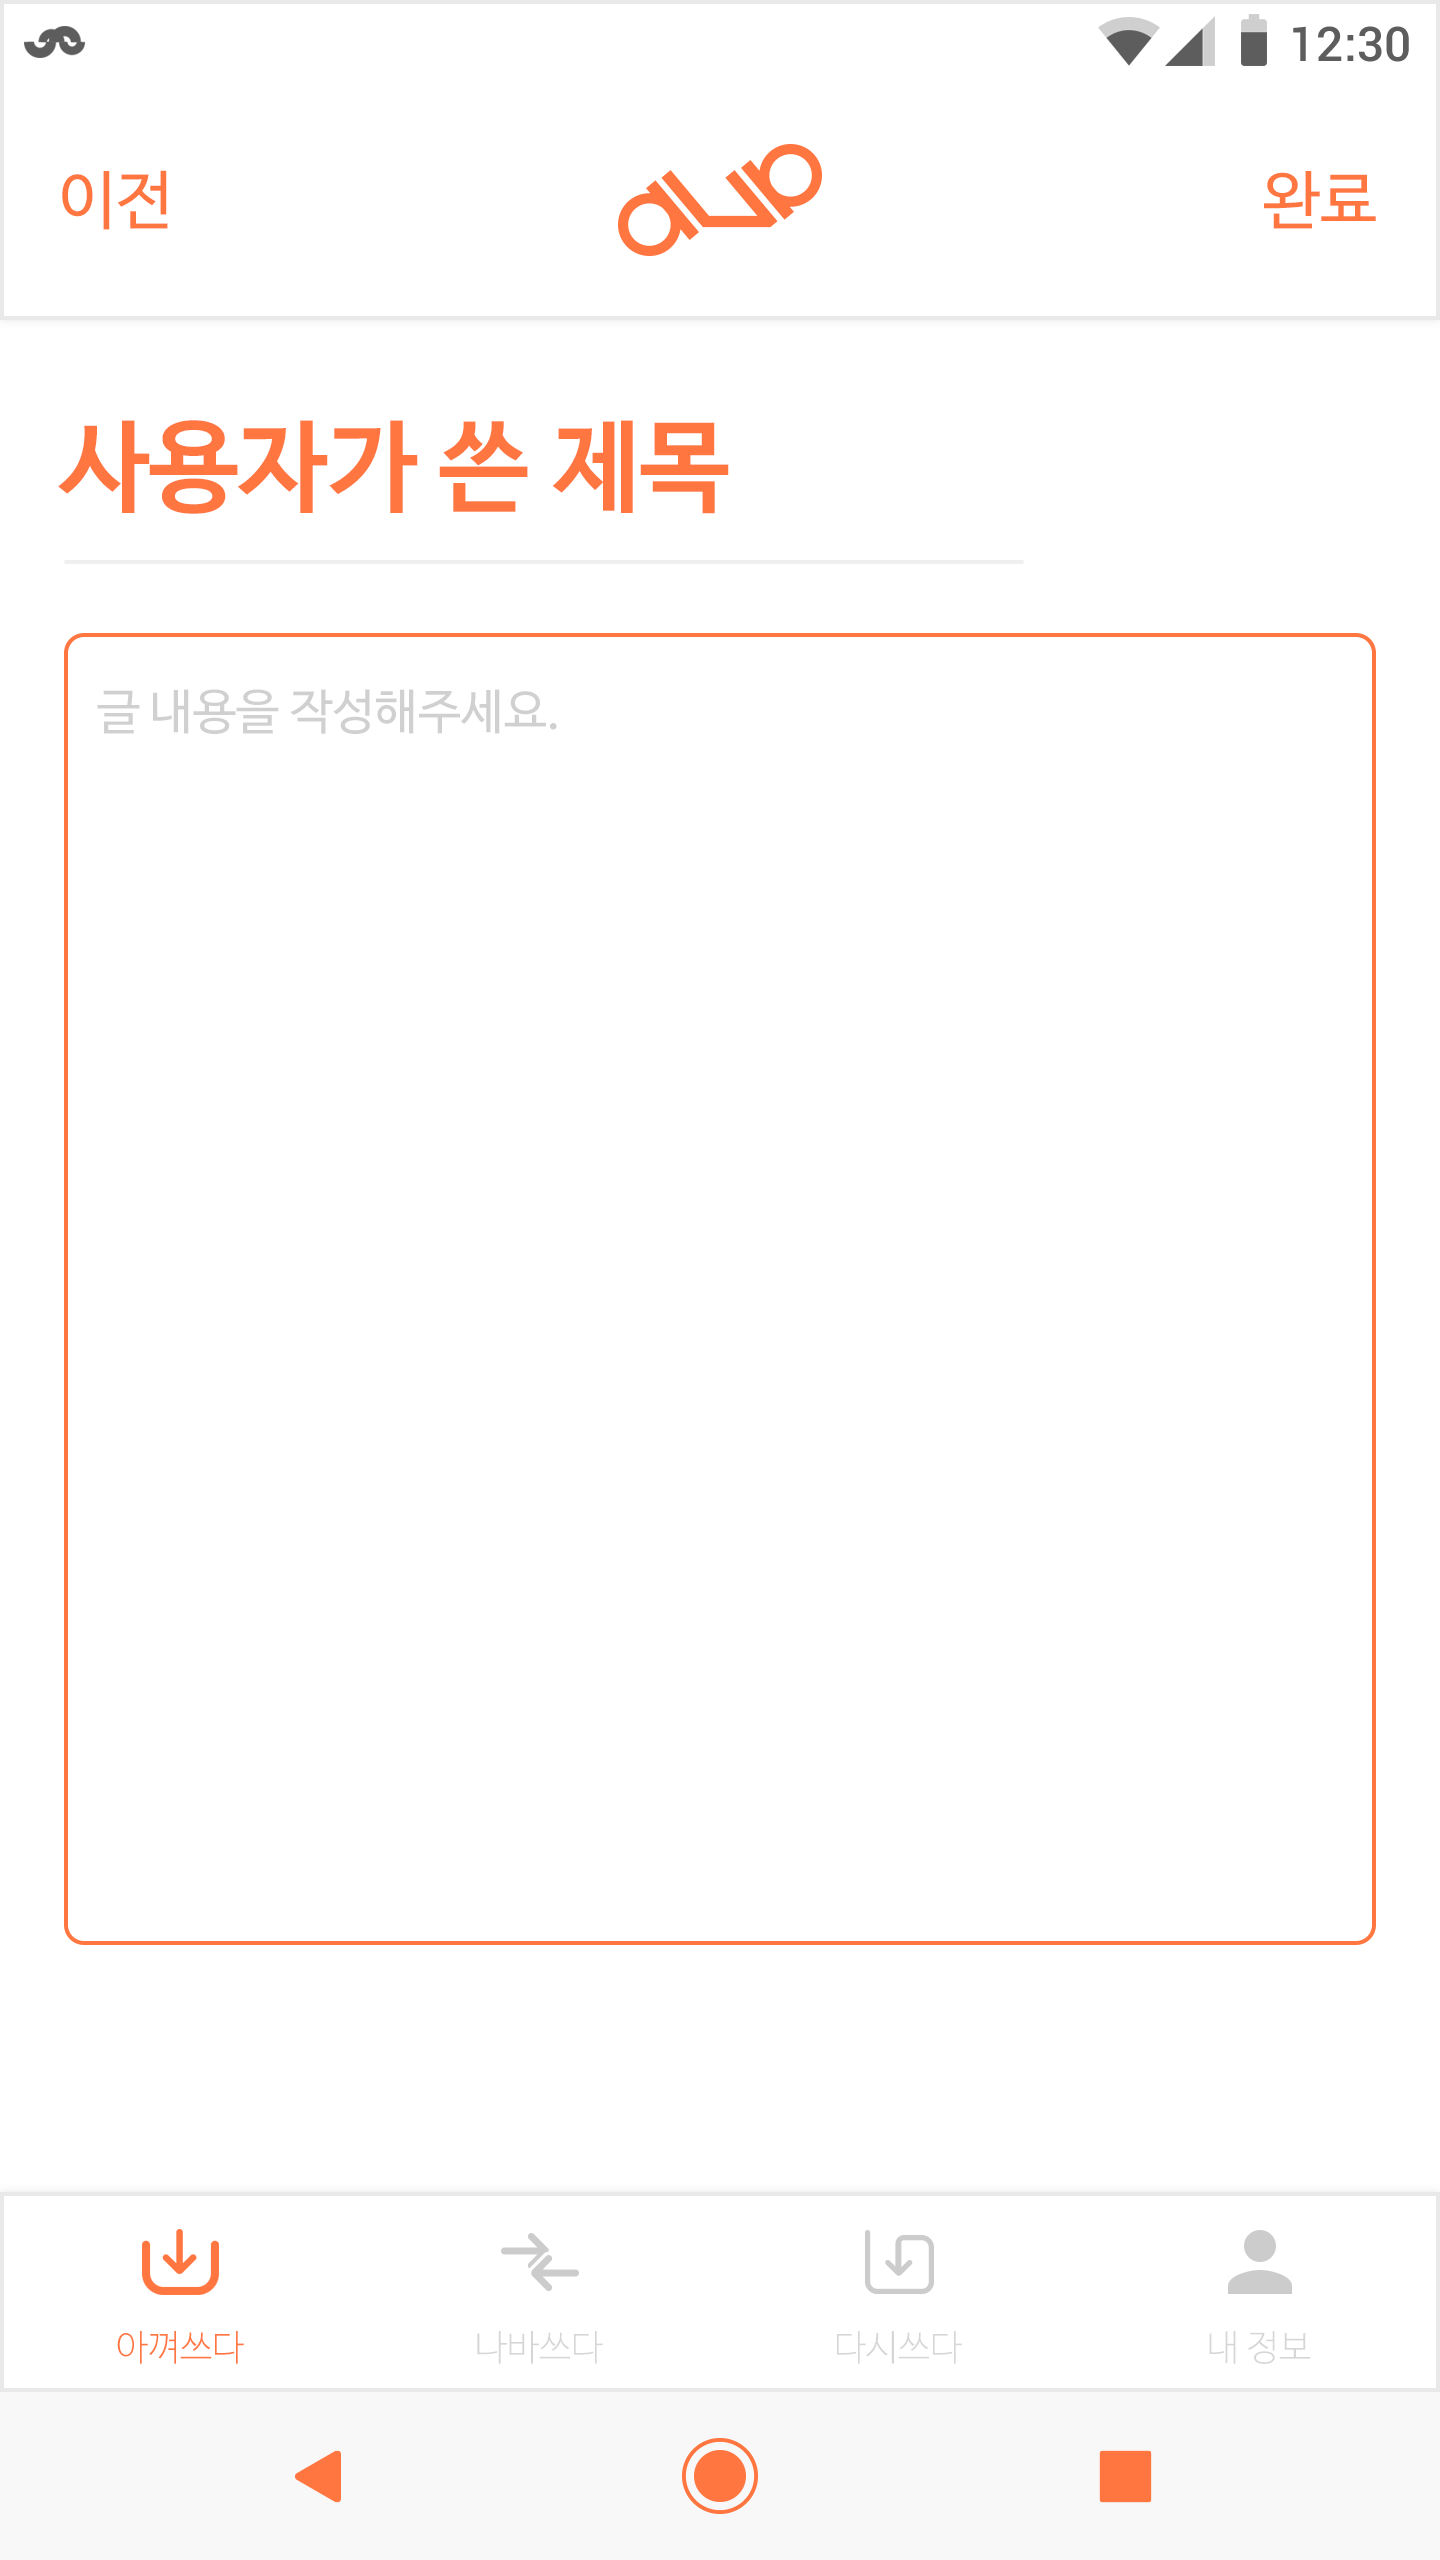 12:30
이전
완료
사용자가 쓴 제목
글 내용을 작성해주세요.
아껴쓰다
나바쓰다
다시쓰다
내 정보